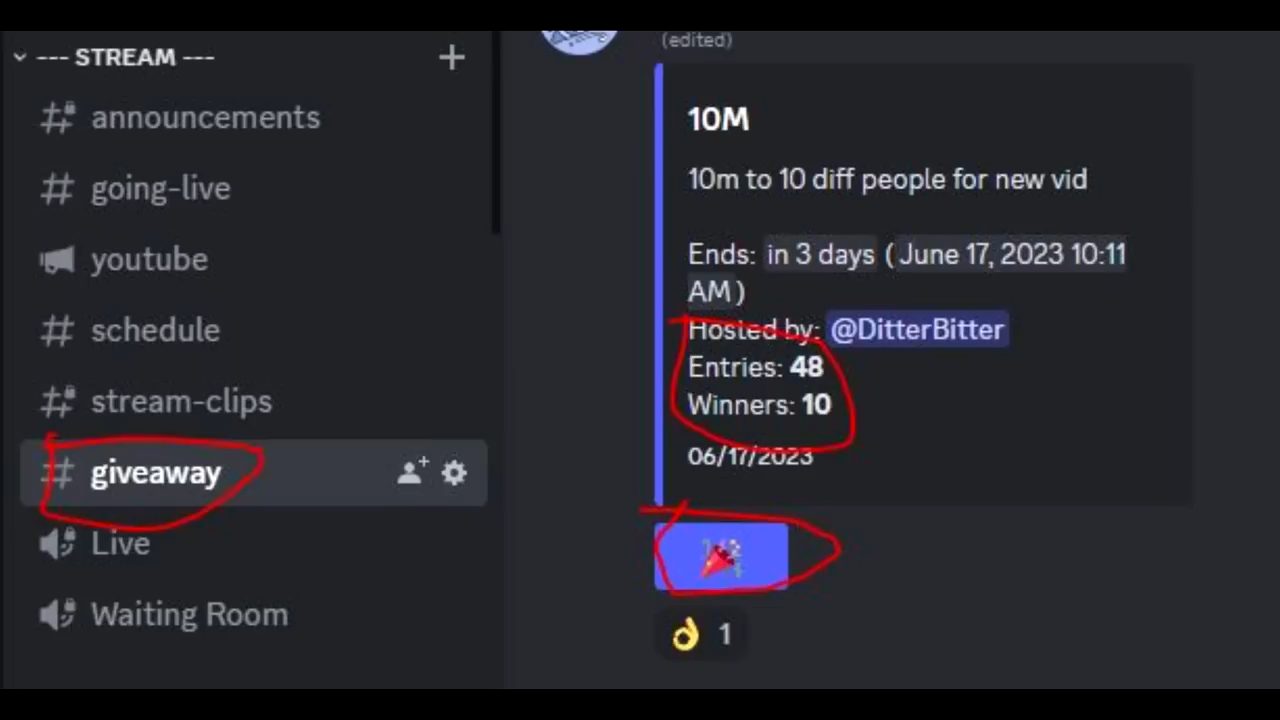 --- STREAM ---
announcements
going-live
youtube
schedule
stream-clips
giveaway
Live
Waiting Room
(edited)
10M
10m to 10 diff people for new vid
Ends: in 3 days (June 17, 2023 10:11
AM)
Hosted by: @DitterBitter
Entries: 48
Winners: 10
06/17/2023
1